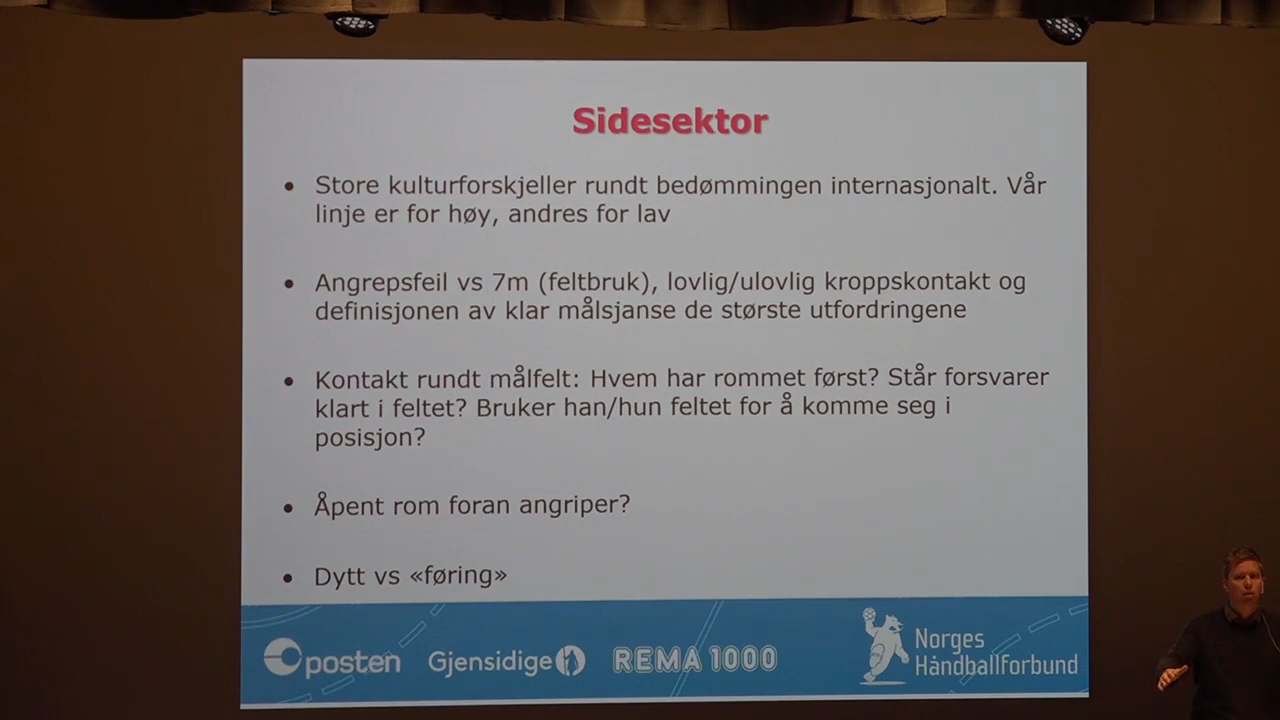 Sidesektor
• Store kulturforskjeller rundt bedømmingen internasjonalt. Vår
linje er for høy, andres for lav
• Angrepsfeil vs 7m (feltbruk), lovlig/ulovlig kroppskontakt og
definisjonen av klar målsjanse de største utfordringene
• Kontakt rundt målfelt: Hvem har rommet først? Står forsvarer
klart i feltet? Bruker han/hun feltet for å komme seg i
posisjon?
• Åpent rom foran angriper?
• Dytt vs «føring»
posten
Gjensidige
REMA 1000
Norges
Håndballforbund